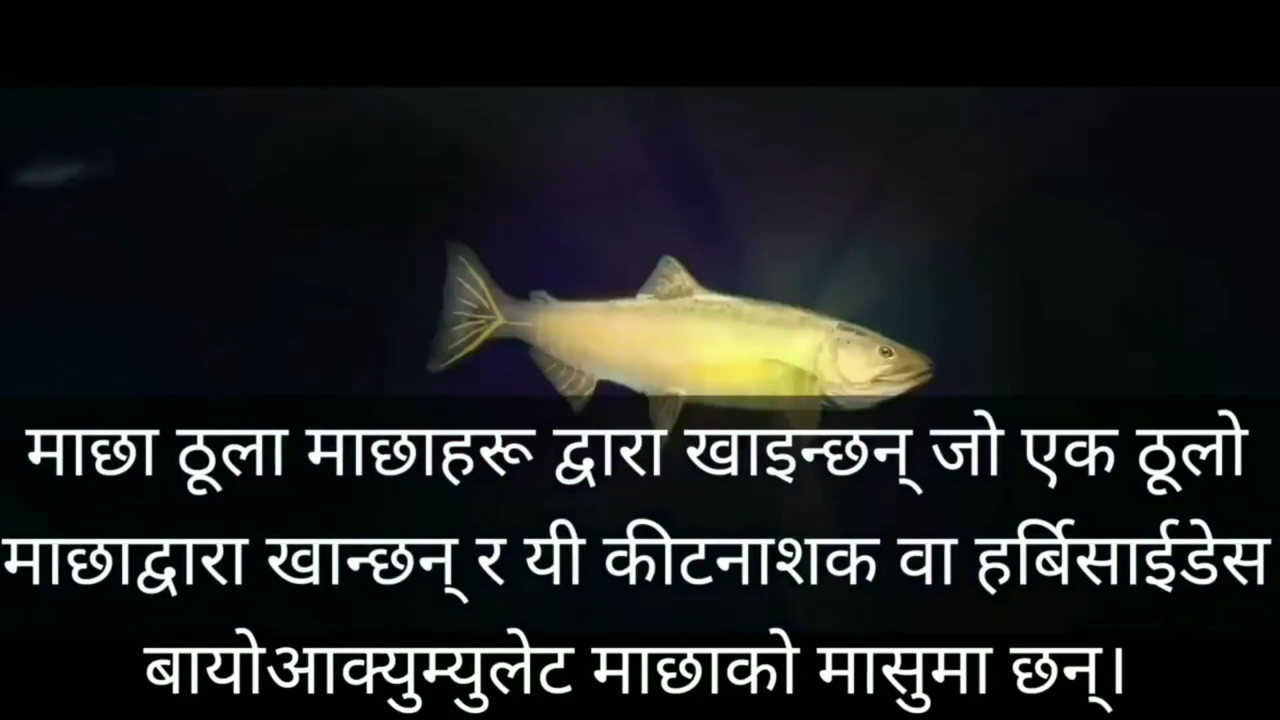 माछा ठूला माछाहरू द्वारा खाइन्छन् जो एक ठूलो
माछाद्वारा खान्छन् र यी कीटनाशक वा हर्बिसाईडेस
बायोआक्युम्युलेट माछाको मासुमा छन्।